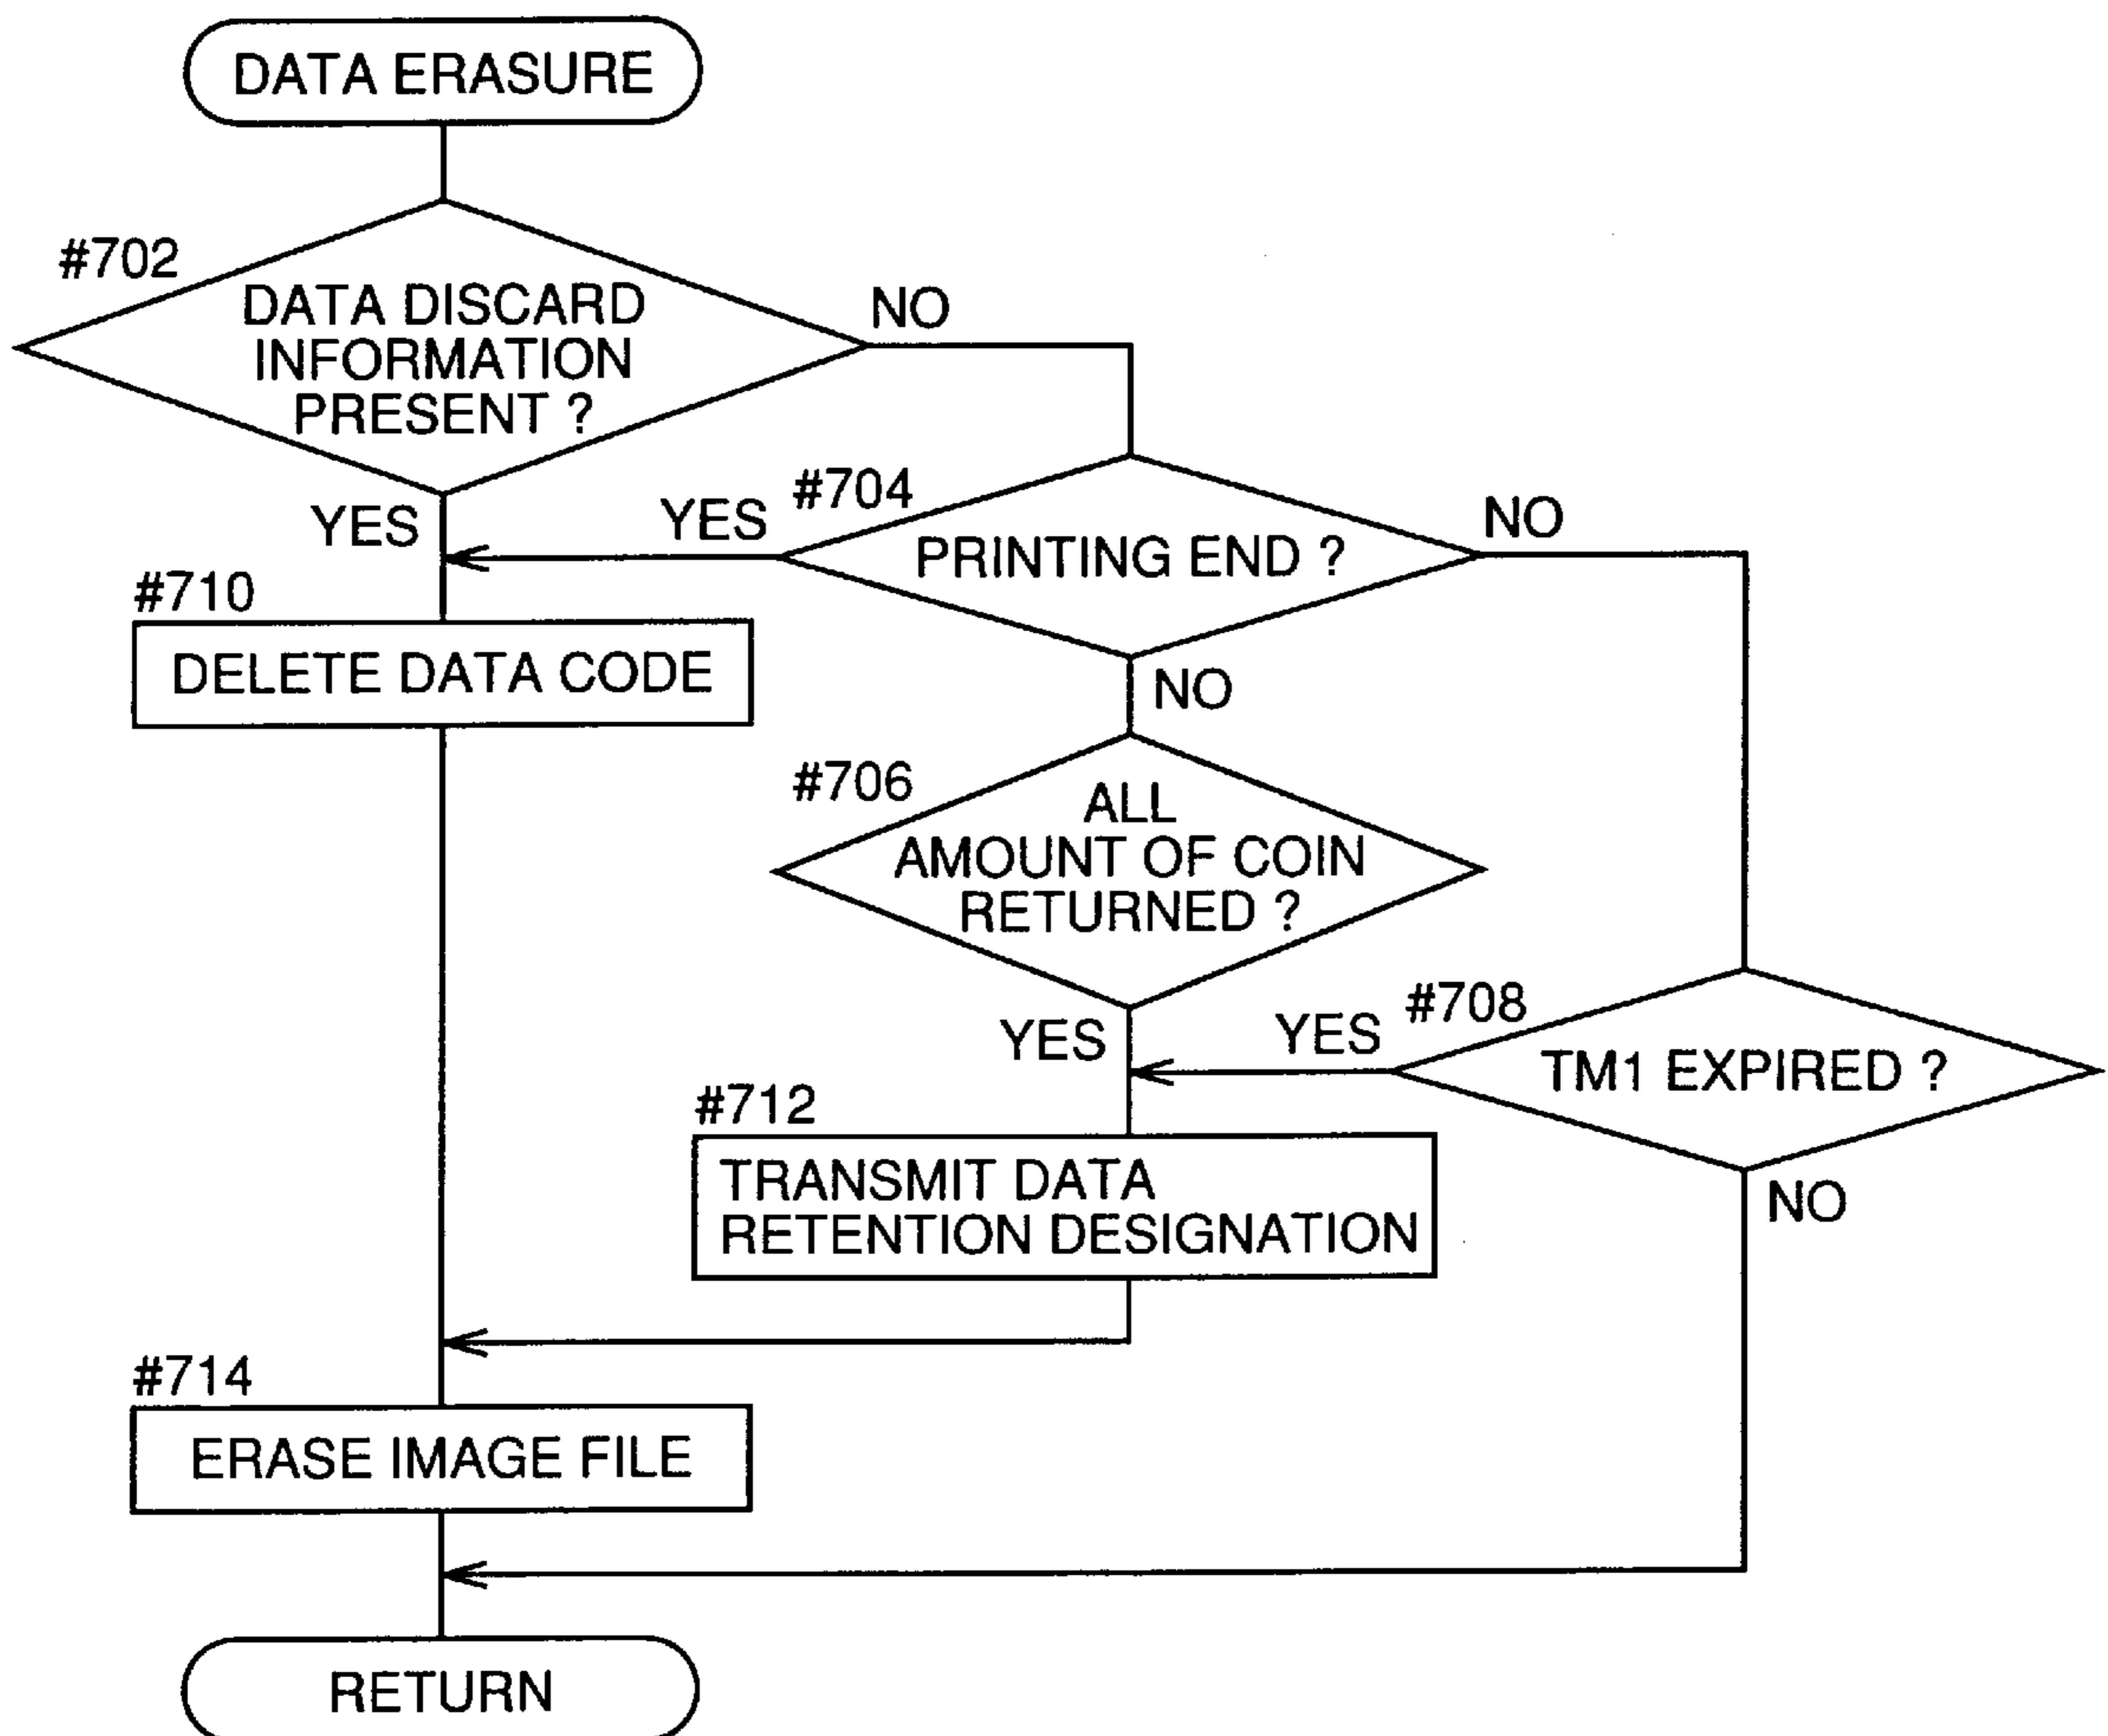 DATA ERASURE
#702
DATA DISCARD
INFORMATION
PRESENT ?
NO
YES
#704
YES
PRINTING END ?
NO
NO
#710
DELETE DATA CODE
#706
ALL
AMOUNT OF COIN
RETURNED ?
YES
#708
YES
TM1 EXPIRED ?
NO
#712
TRANSMIT DATA
RETENTION DESIGNATION
#714
ERASE IMAGE FILE
RETURN